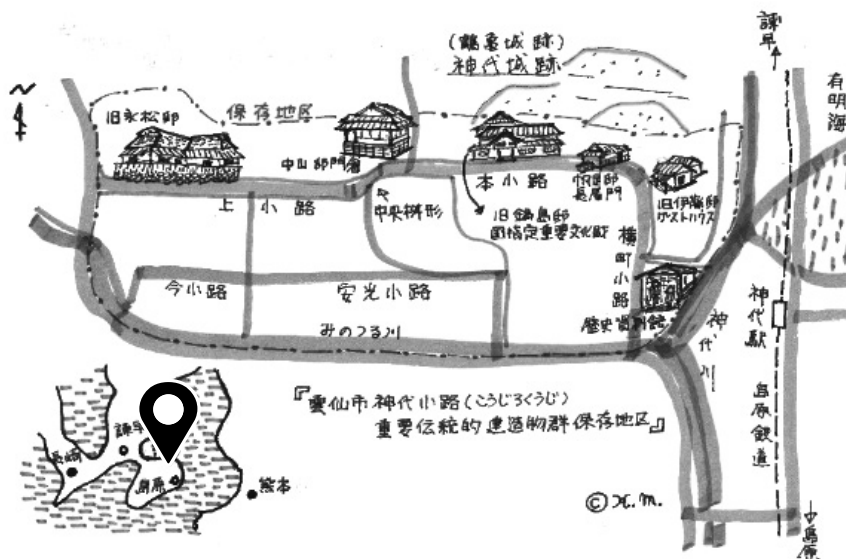 諫早
(鶴亀城跡)
神代城跡
有明海
旧永松邸
保存地区
中山邸門倉
本小路
帆足邸
長屋門
旧伊藤邸
ゲストハウス
上小路
中央桝形
旧鍋島邸
国指定重要文化財
横町小路
今小路
安光小路
歴史資料館
神代駅
みのつる川
神代川
島原鉄道
『雲仙市神代小路(こうじろくうじ)
重要伝統的建造物群保存地区』
諫早
長崎
島原
熊本
© X.M.
島原